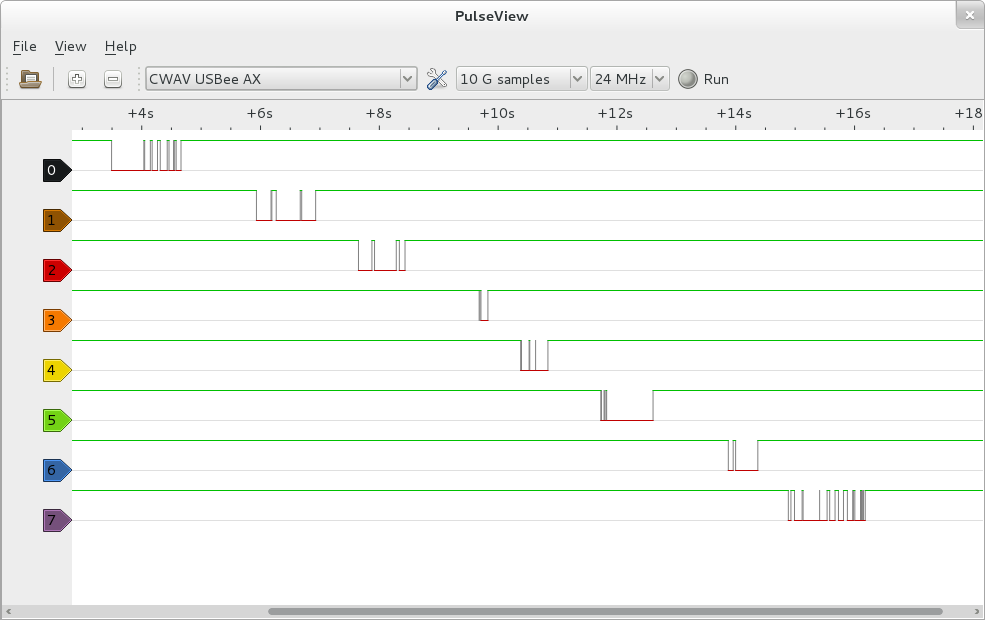 PulseView
File View Help
CWAV USBee AX 10 G samples 24 MHz Run
+4s +6s +8s +10s +12s +14s +16s +18
0
1
2
3
4
5
6
7